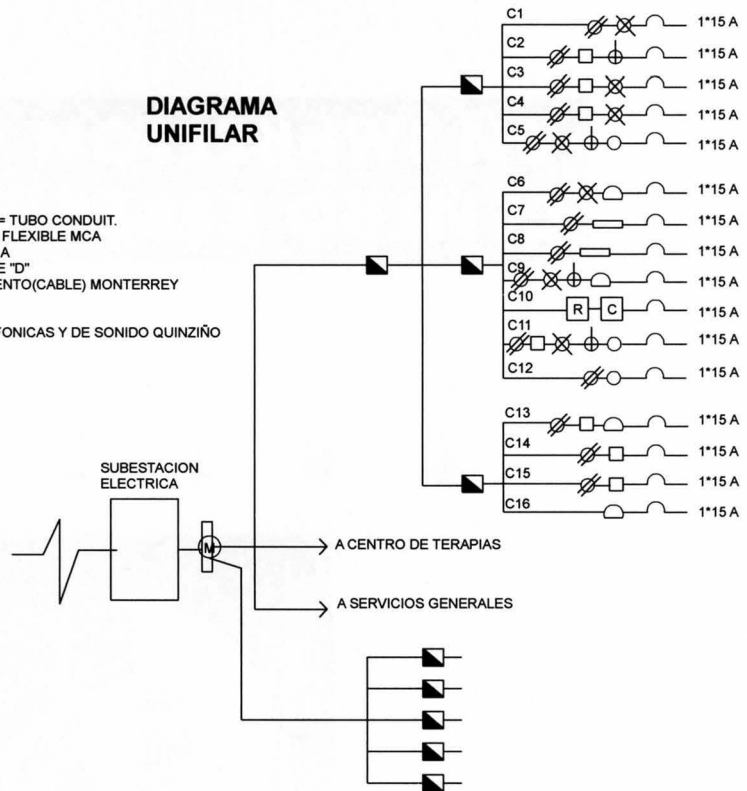 DIAGRAMA
UNIFILAR
= TUBO CONDUIT.
FLEXIBLE MCA
A
E "D"
ENTO(CABLE) MONTERREY
FONICAS Y DE SONIDO QUINZIÑO
C1 1*15 A
C2 1*15 A
C3 1*15 A
C4 1*15 A
C5 1*15 A
C6 1*15 A
C7 1*15 A
C8 1*15 A
C9 1*15 A
C10 R C 1*15 A
C11 1*15 A
C12 1*15 A
C13 1*15 A
C14 1*15 A
C15 1*15 A
C16 1*15 A
SUBESTACION
ELECTRICA
M
A CENTRO DE TERAPIAS
A SERVICIOS GENERALES